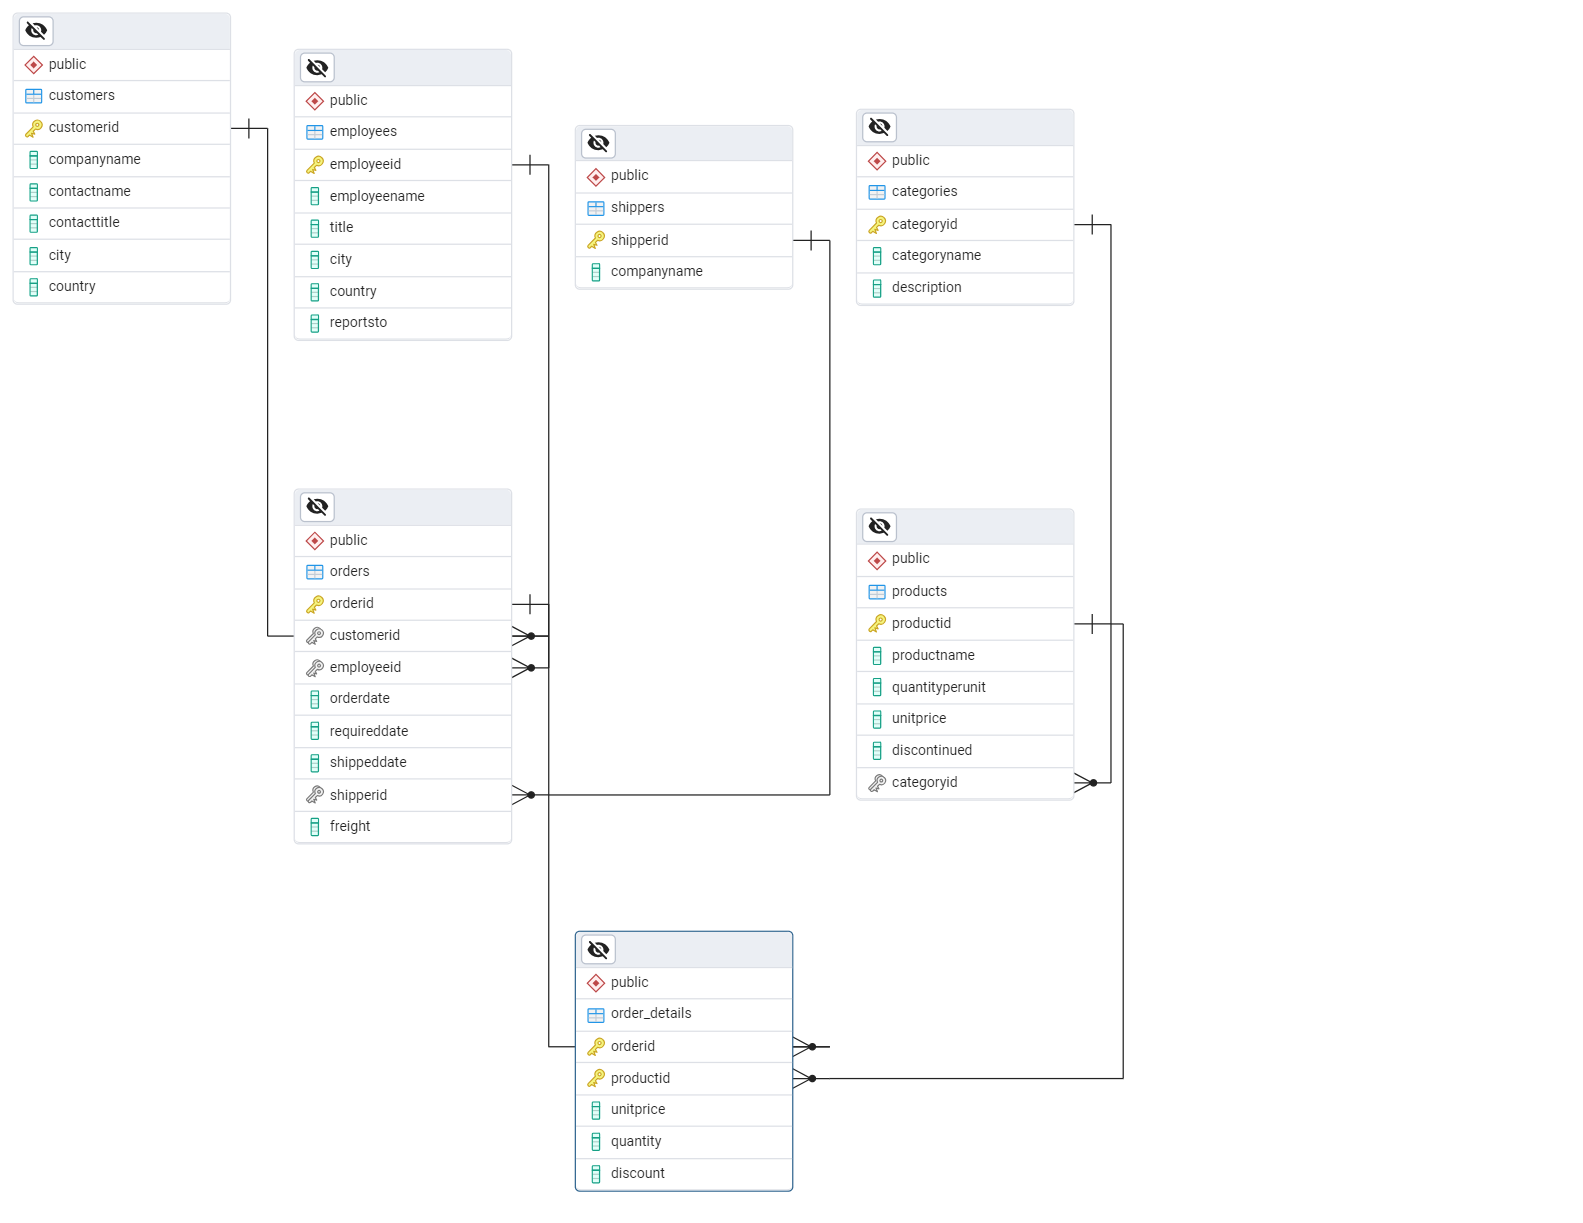 public
customers
customerid
companyname
contactname
contacttitle
city
country
public
employees
employeeid
employeename
title
city
country
reportsto
public
shippers
shipperid
companyname
public
categories
categoryid
categoryname
description
public
orders
orderid
customerid
employeeid
orderdate
requireddate
shippeddate
shipperid
freight
public
products
productid
productname
quantityperunit
unitprice
discontinued
categoryid
public
order_details
orderid
productid
unitprice
quantity
discount